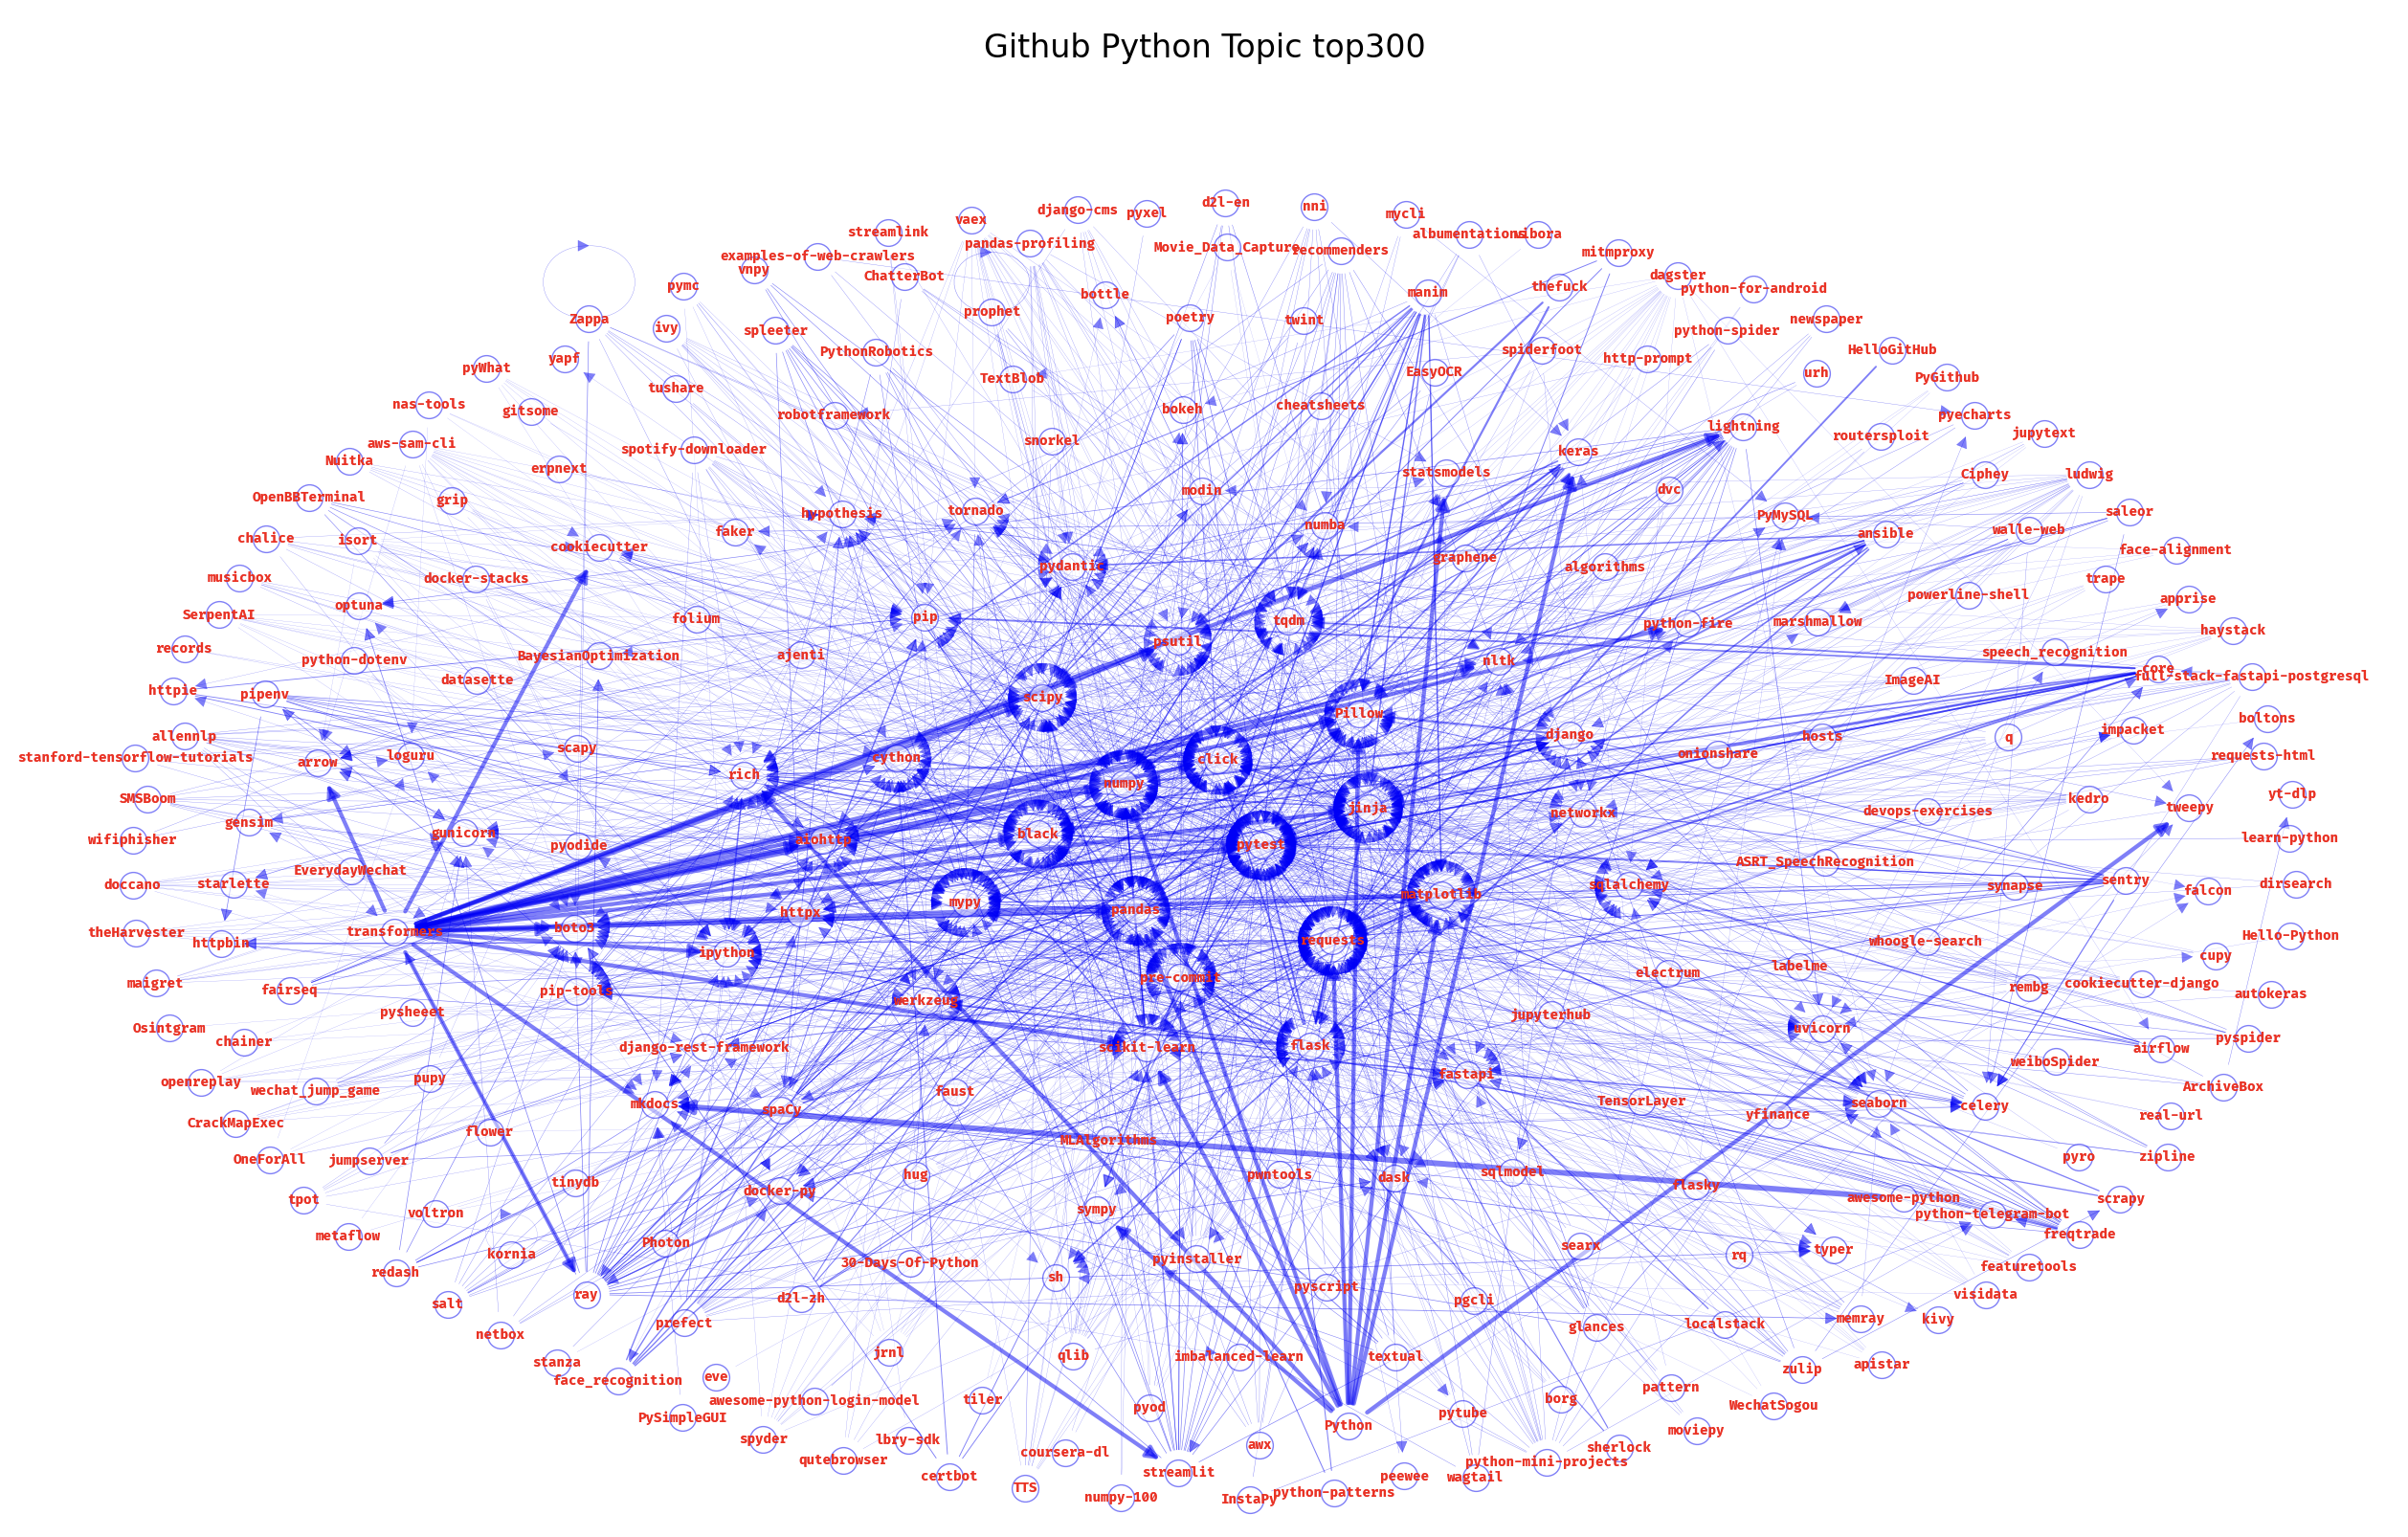 Github Python Topic top300
d2l-en
nni
django-cms
pyxel
mycli
vaex
streamlink
albumentations
vibora
pandas-profiling
Movie_Data_Capture
recommenders
mitmproxy
examples-of-web-crawlers
vnpy
ChatterBot
dagster
pymc
thefuck
python-for-android
manim
bottle
prophet
poetry
twint
Zappa
newspaper
ivy
spleeter
python-spider
PythonRobotics
spiderfoot
HelloGitHub
yapf
http-prompt
pyWhat
TextBlob
EasyOCR
urh
PyGithub
tushare
nas-tools
gitsome
robotframework
bokeh
cheatsheets
pyecharts
lightning
jupytext
routersploit
aws-sam-cli
snorkel
spotify-downloader
keras
Nuitka
erpnext
statsmodels
Ciphey
ludwig
modin
dvc
OpenBBTerminal
grip
hypothesis
tornado
PyMySQL
saleor
numba
walle-web
faker
ansible
chalice
isort
cookiecutter
face-alignment
graphene
pydantic
algorithms
musicbox
docker-stacks
trape
powerline-shell
apprise
optuna
SerpentAI
folium
pip
tqdm
python-fire
marshmallow
haystack
psutil
records
BayesianOptimization
ajenti
speech_recognition
python-dotenv
nltk
core
full-stack-fastapi-postgresql
datasette
ImageAI
httpie
pipenv
scipy
Pillow
boltons
impacket
allennlp
django
hosts
q
scapy
onionshare
requests-html
stanford-tensorflow-tutorials
loguru
cython
click
arrow
rich
numpy
yt-dlp
SMSBoom
kedro
tweepy
jinja
networkx
devops-exercises
gensim
gunicorn
black
wifiphisher
aiohttp
pyodide
pytest
learn-python
ASRT_SpeechRecognition
EverydayWechat
doccano
starlette
sqlalchemy
synapse
sentry
dirsearch
falcon
matplotlib
mypy
httpx
pandas
theHarvester
transformers
boto3
Hello-Python
httpbin
requests
whoogle-search
ipython
cupy
labelme
electrum
maigret
pre-commit
cookiecutter-django
fairseq
pip-tools
rembg
autokeras
werkzeug
pysheeet
jupyterhub
Osintgram
avicorn
pyspider
chainer
django-rest-framework
scikit-learn
flask
airflow
weiboSpider
fastapi
openreplay
pupy
wechat_jump_game
faust
ArchiveBox
TensorLayer
mkdocs
spaCy
seaborn
celery
yfinance
real-url
CrackMapExec
flower
MLAlgorithms
OneForAll
jumpserver
pyro
zipline
hug
pwntools
dask
sqlmodel
tinydb
docker-py
flasky
tpot
awesome-python
scrapy
sympy
voltron
python-telegram-bot
metaflow
freqtrade
Photon
searx
typer
kornia
rq
pyinstaller
30-Days-Of-Python
featuretools
redash
sh
pyscript
ray
visidata
d2l-zh
pgcli
salt
memray
kivy
prefect
localstack
glances
netbox
jrnl
qlib
imbalanced-learn
textual
stanza
apistar
zulip
eve
face_recognition
pattern
awesome-python-login-model
tiler
borg
WechatSogou
pyod
pytube
PySimpleGUI
Python
moviepy
spyder
lbry-sdk
awx
sherlock
coursera-dl
qutebrowser
python-mini-projects
streamlit
certbot
peewee
wagtail
TTS
python-patterns
numpy-100
InstaPy